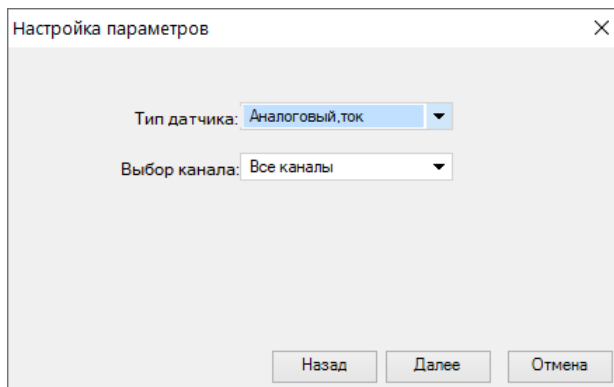 Настройка параметров
Тип датчика: Аналоговый,ток
Выбор канала: Все каналы
Назад Далее Отмена